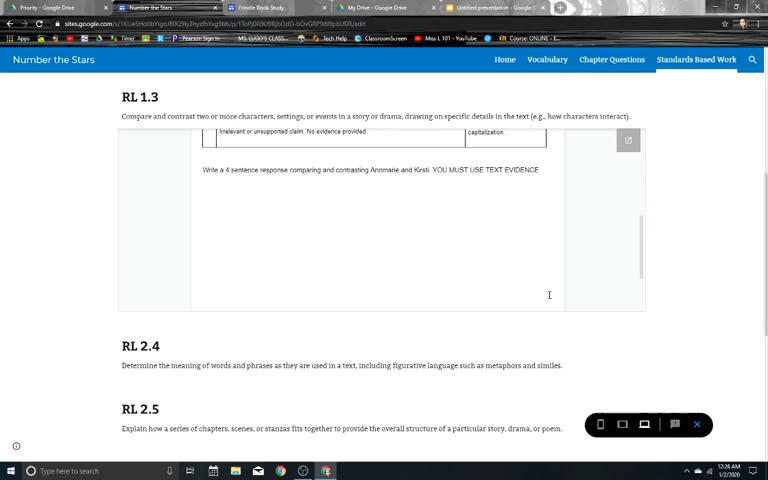 Priority - Google Drive
Number the Stars
Frindle Book Study
My Drive - Google Drive
Untitled presentation - Google
Apps
Timer
Pearson Sign In
MS. LUGO'S CLASS...
Tech Help
ClassroomScreen
Miss L 101 - YouTube
Course: ONLINE - E...
Number the Stars
Home
Vocabulary
Chapter Questions
Standards Based Work
RL 1.3
Compare and contrast two or more characters, settings, or events in a story or drama, drawing on specific details in the text (e.g., how characters interact).
Irrelevant or unsupported claim. No evidence provided.
capitalization.
Write a 4 sentence response comparing and contrasting Annmarie and Kirsti. YOU MUST USE TEXT EVIDENCE.
RL 2.4
Determine the meaning of words and phrases as they are used in a text, including figurative language such as metaphors and similes.
RL 2.5
Explain how a series of chapters, scenes, or stanzas fits together to provide the overall structure of a particular story, drama, or poem.
Type here to search
12:26 AM
1/2/2020